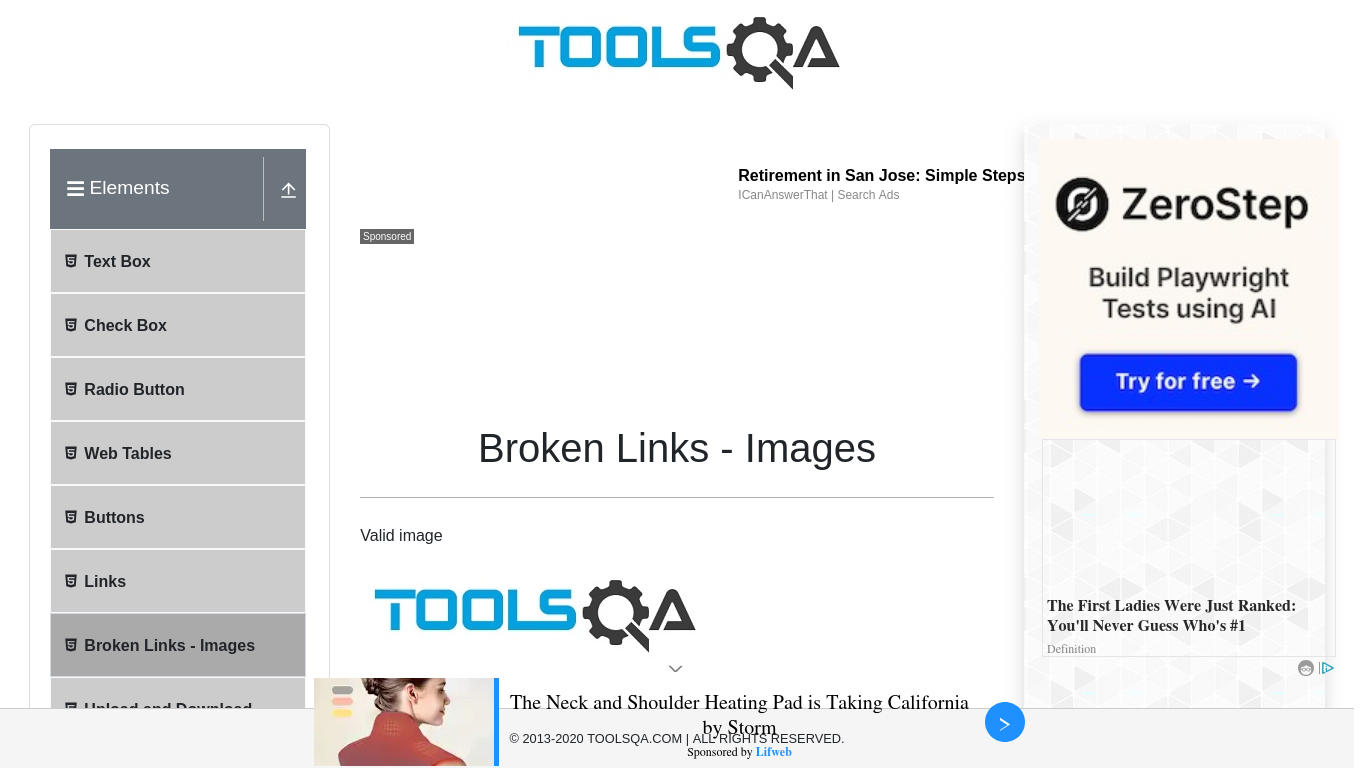 TOOLSQA
Elements
Text Box
Check Box
Radio Button
Web Tables
Buttons
Links
Broken Links - Images
Upload and Download
Retirement in San Jose: Simple Steps
ICanAnswerThat | Search Ads
Sponsored
Broken Links - Images
Valid image
TOOLSQA
ZeroStep
Build Playwright
Tests using AI
Try for free →
The First Ladies Were Just Ranked:
You'll Never Guess Who's #1
Definition
The Neck and Shoulder Heating Pad is Taking California
by Storm
© 2013-2020 TOOLSQA.COM | ALL RIGHTS RESERVED.
Sponsored by Lifweb